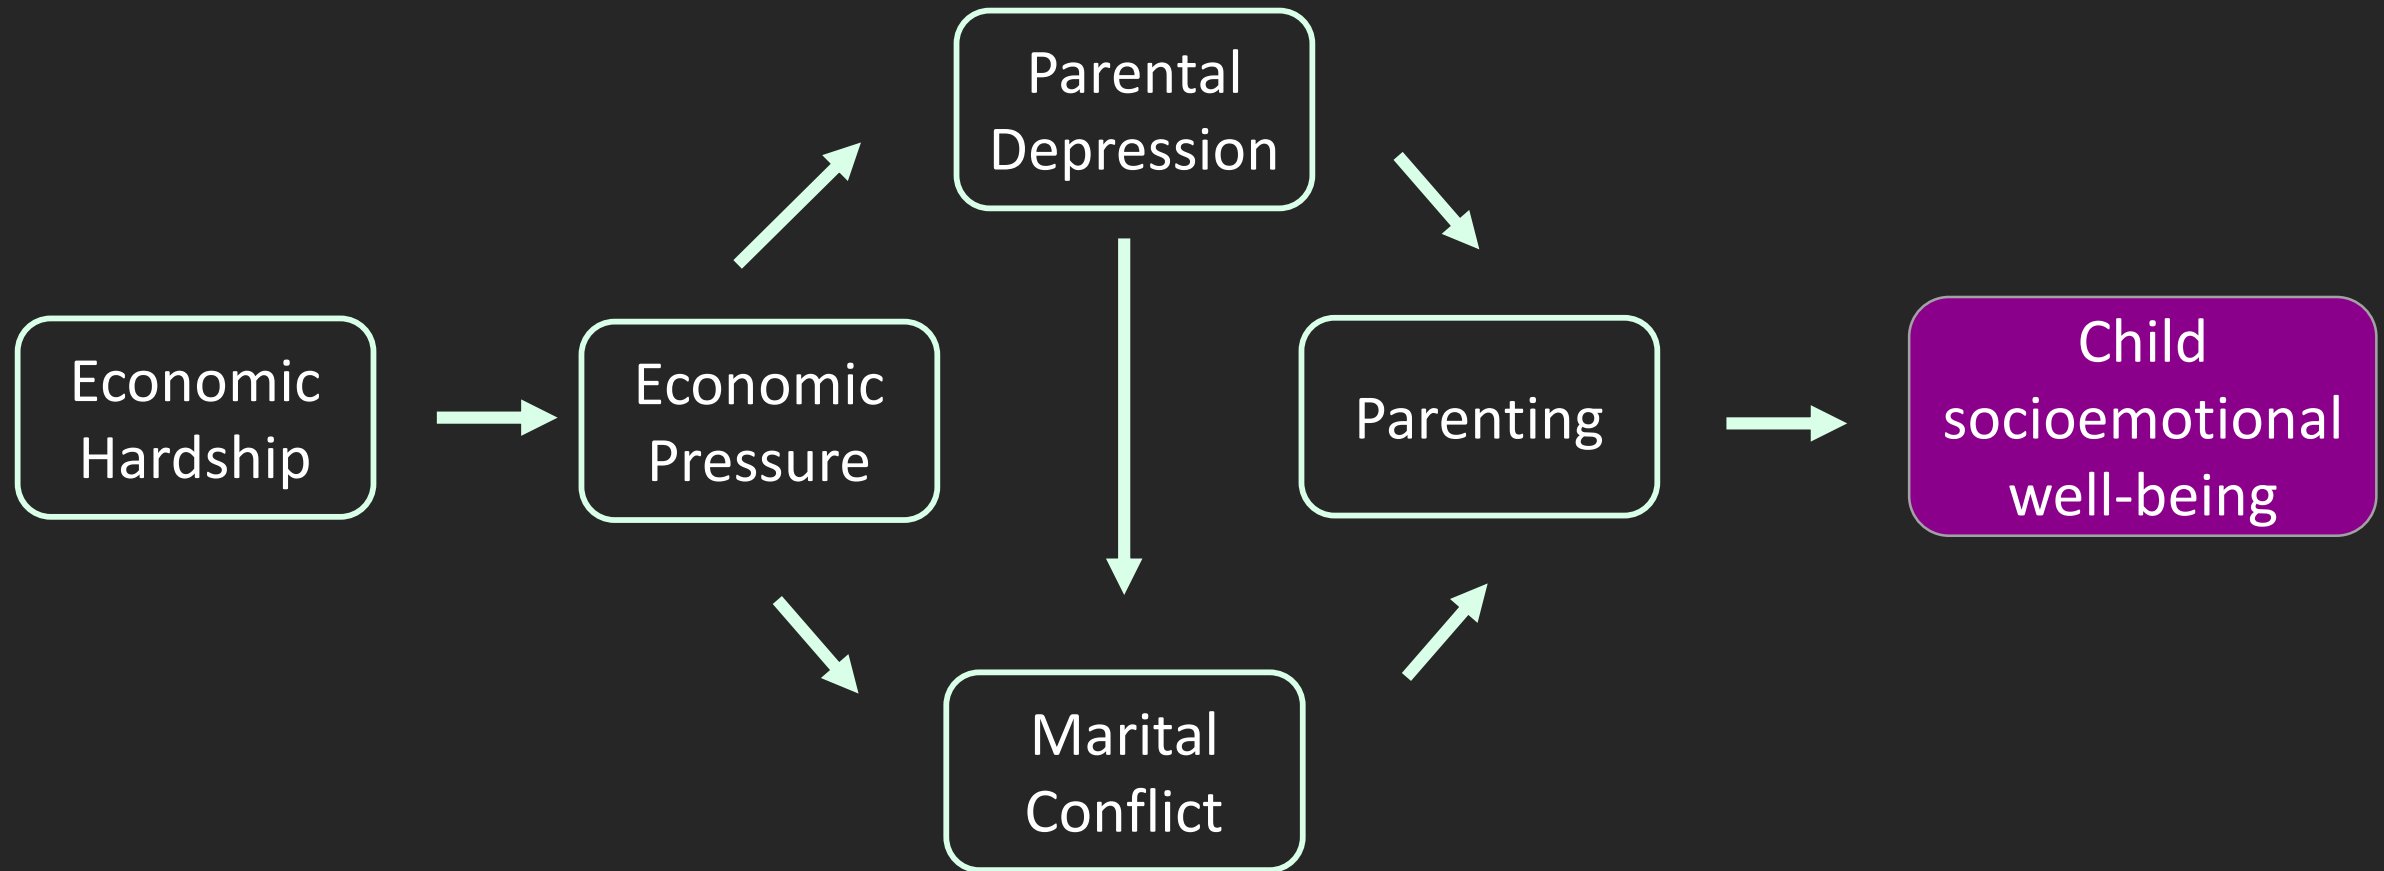 Parental
Depression
Economic
Hardship
Economic
Pressure
Parenting
Child
socioemotional
well-being
Marital
Conflict